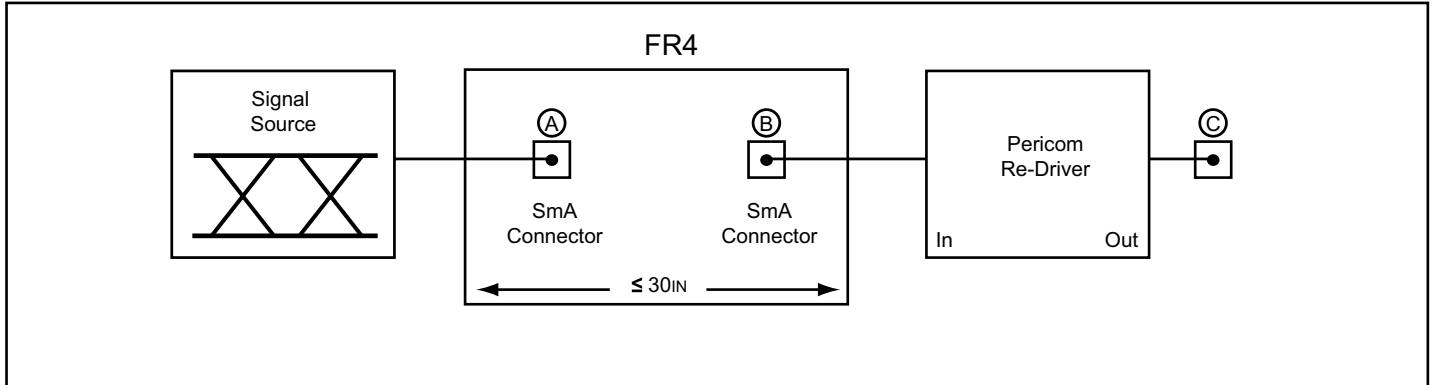 FR4
Signal
Source
A
B
C
Pericom
Re-Driver
SmA
Connector
SmA
Connector
In
Out
≤ 30IN